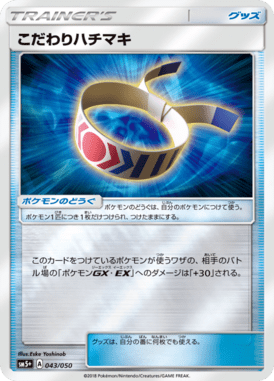 TRAINER'S
グッズ
こだわりハチマキ
ポケモンのどうぐ
ポケモンのどうぐは、自分のポケモンにつけて使う。
ポケモン1匹につき1枚だけつけられ、つけたままにする。
このカードをつけているポケモンが使うワザの、相手のバト
ル場の「ポケモンGX・EX」へのダメージは「+30」される。
Illus.Eske Yoshinob
グッズは、自分の番に何枚でも使える。
SM5+ A 043/050
©2018 Pokémon/Nintendo/Creatures/GAME FREAK.